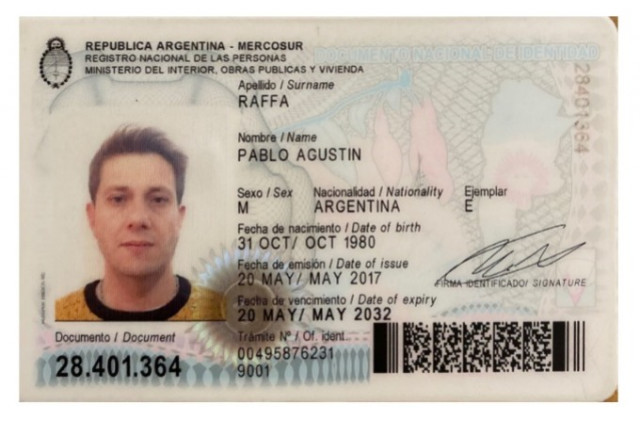 REPUBLICA ARGENTINA - MERCOSUR
REGISTRO NACIONAL DE LAS PERSONAS
MINISTERIO DEL INTERIOR, OBRAS PUBLICAS Y VIVIENDA
DOCUMENTO NACIONAL DE IDENTIDAD
Apellido / Surname
RAFFA
Nombre / Name
PABLO AGUSTIN
Sexo / Sex Nacionalidad / Nationality Ejemplar
M ARGENTINA E
Fecha de nacimiento / Date of birth
31 OCT/ OCT 1980
Fecha de emisión / Date of issue
20 MAY/ MAY 2017
Fecha de vencimiento / Date of expiry
20 MAY/ MAY 2032
FIRMA IDENTIFICADO/ SIGNATURE
Documento / Document
28.401.364
Trámite Nº / Of. ident.
00495876231
9001
28401364